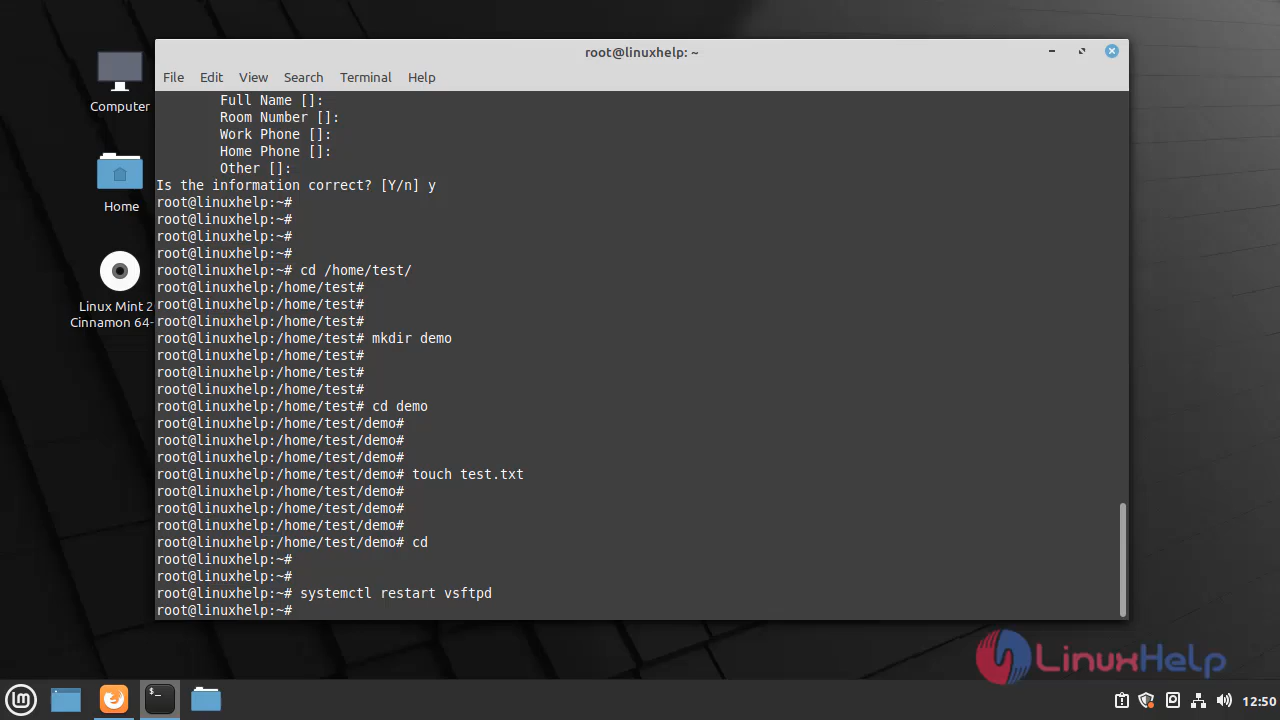 root@linuxhelp: ~
File Edit View Search Terminal Help
Full Name []:
Room Number []:
Work Phone []:
Home Phone []:
Other []:
Is the information correct? [Y/n] y
root@linuxhelp:~#
root@linuxhelp:~#
root@linuxhelp:~#
root@linuxhelp:~#
root@linuxhelp:~# cd /home/test/
root@linuxhelp:/home/test#
root@linuxhelp:/home/test#
root@linuxhelp:/home/test#
root@linuxhelp:/home/test# mkdir demo
root@linuxhelp:/home/test#
root@linuxhelp:/home/test#
root@linuxhelp:/home/test#
root@linuxhelp:/home/test# cd demo
root@linuxhelp:/home/test/demo#
root@linuxhelp:/home/test/demo#
root@linuxhelp:/home/test/demo#
root@linuxhelp:/home/test/demo# touch test.txt
root@linuxhelp:/home/test/demo#
root@linuxhelp:/home/test/demo#
root@linuxhelp:/home/test/demo#
root@linuxhelp:/home/test/demo# cd
root@linuxhelp:~#
root@linuxhelp:~#
root@linuxhelp:~# systemctl restart vsftpd
root@linuxhelp:~#
Computer
Home
Linux Mint 2
Cinnamon 64-
LinuxHelp
$_
12:50